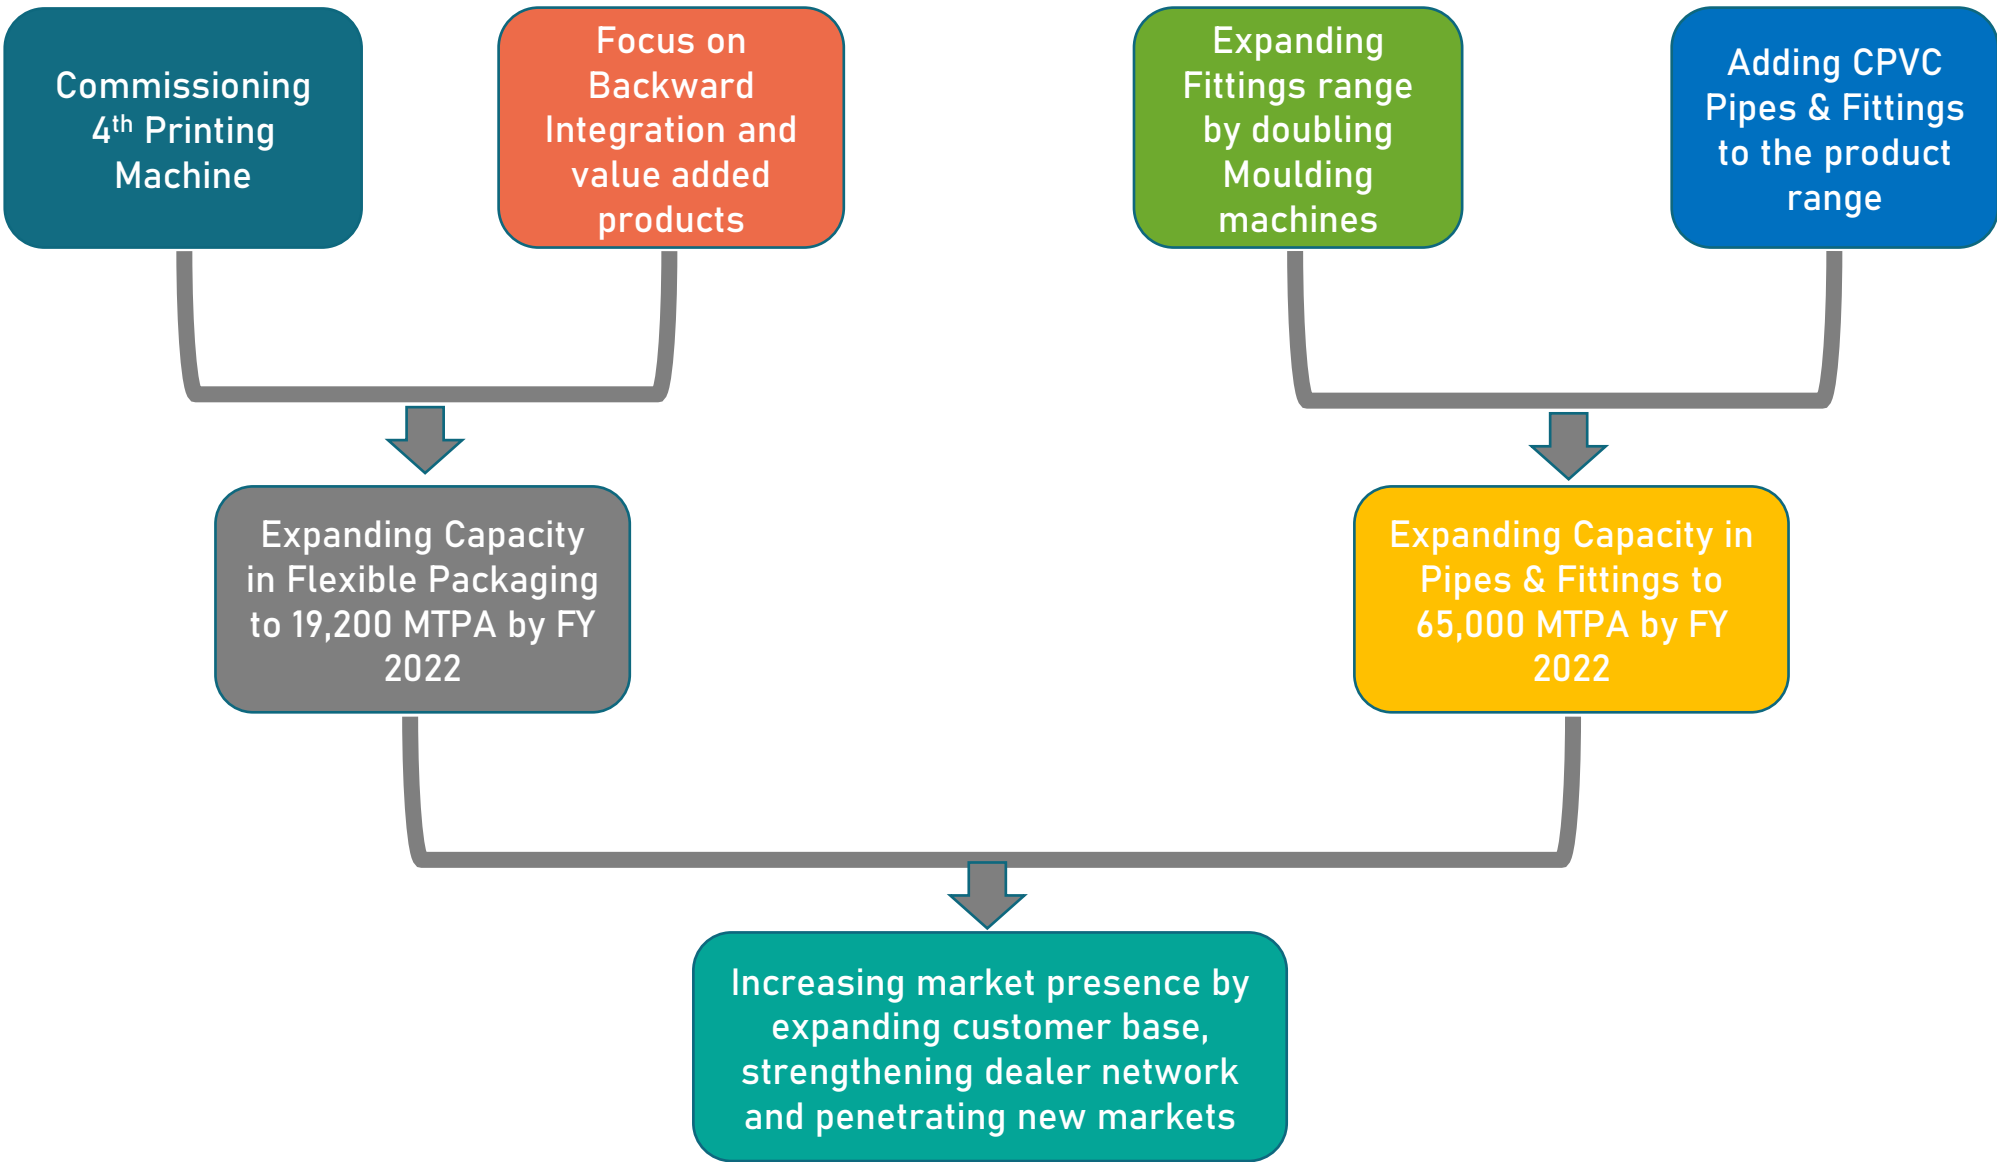 Commissioning
4th Printing
Machine
Focus on
Backward
Integration and
value added
products
Expanding
Fittings range
by doubling
Moulding
machines
Adding CPVC
Pipes & Fittings
to the product
range
Expanding Capacity
in Flexible Packaging
to 19,200 MTPA by FY
2022
Expanding Capacity in
Pipes & Fittings to
65,000 MTPA by FY
2022
Increasing market presence by
expanding customer base,
strengthening dealer network
and penetrating new markets